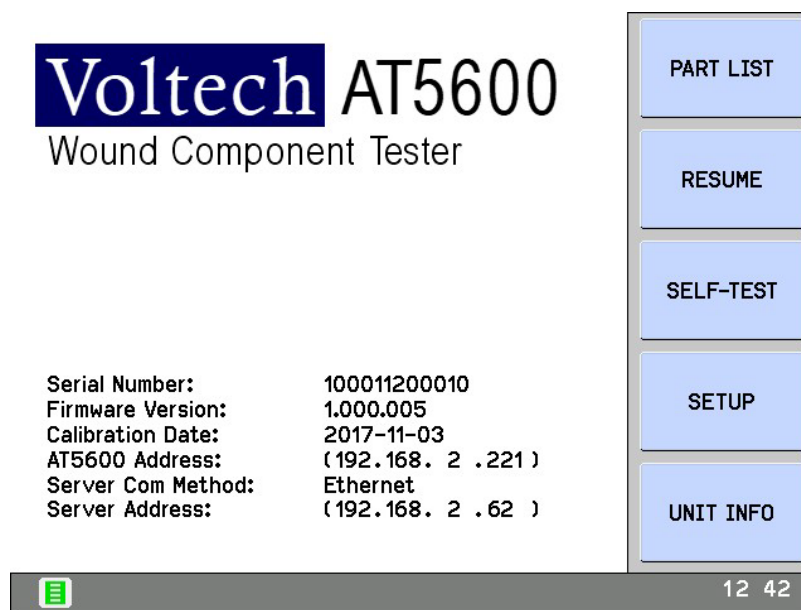 Voltech AT5600
Wound Component Tester
Serial Number: 100011200010
Firmware Version: 1.000.005
Calibration Date: 2017-11-03
AT5600 Address: (192.168. 2 .221)
Server Com Method: Ethernet
Server Address: (192.168. 2 .62 )
PART LIST
RESUME
SELF-TEST
SETUP
UNIT INFO
12 42